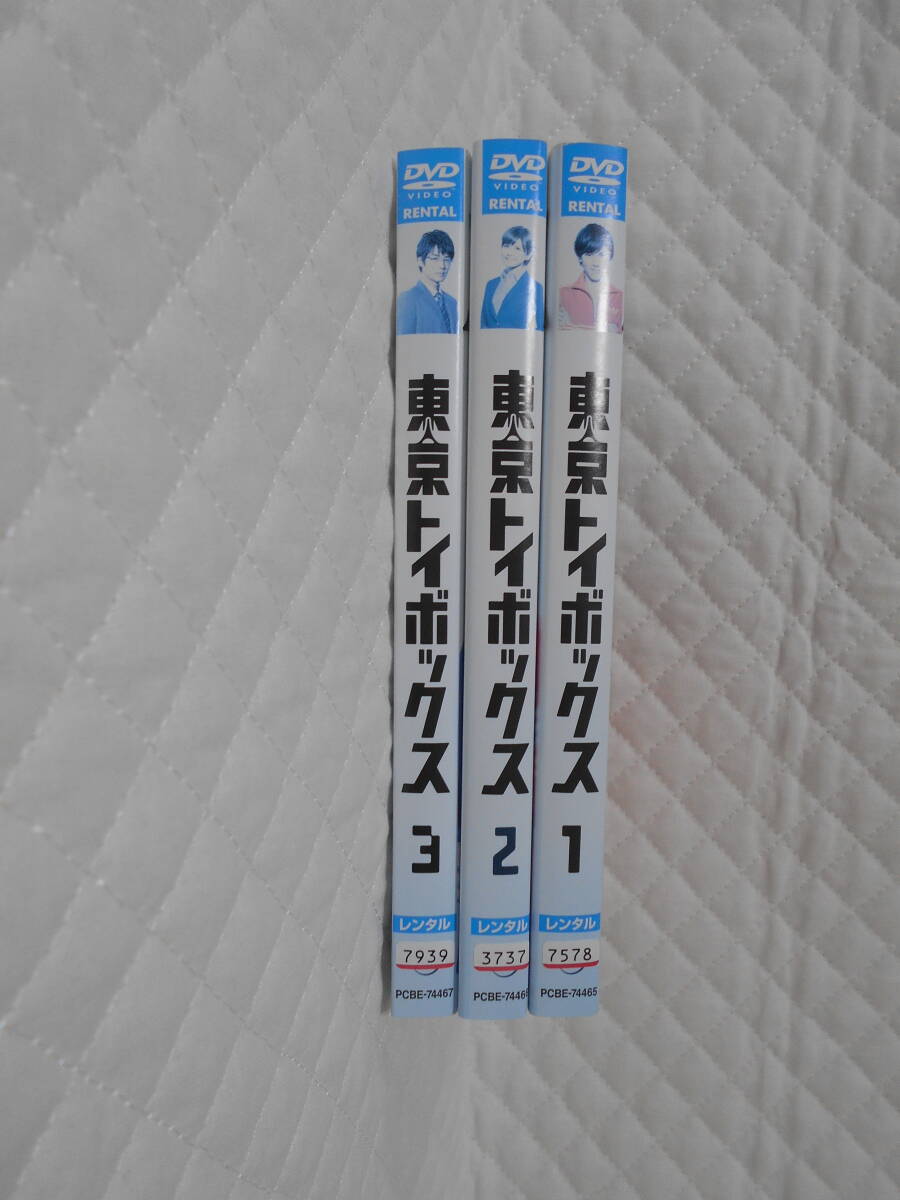 DVD
VIDEO
RENTAL
東京トイボックス
3
レンタル
7939
PCBE-74467
DVD
VIDEO
RENTAL
東京トイボックス
2
レンタル
3737
PCBE-74466
DVD
VIDEO
RENTAL
東京トイボックス
1
レンタル
7578
PCBE-74465